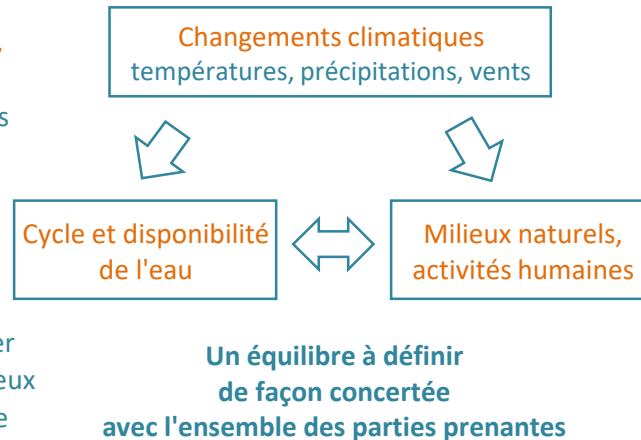 Changements climatiques
températures, précipitations, vents
Cycle et disponibilité
de l'eau
Milieux naturels,
activités humaines
Un équilibre à définir
de façon concertée
avec l'ensemble des parties prenantes